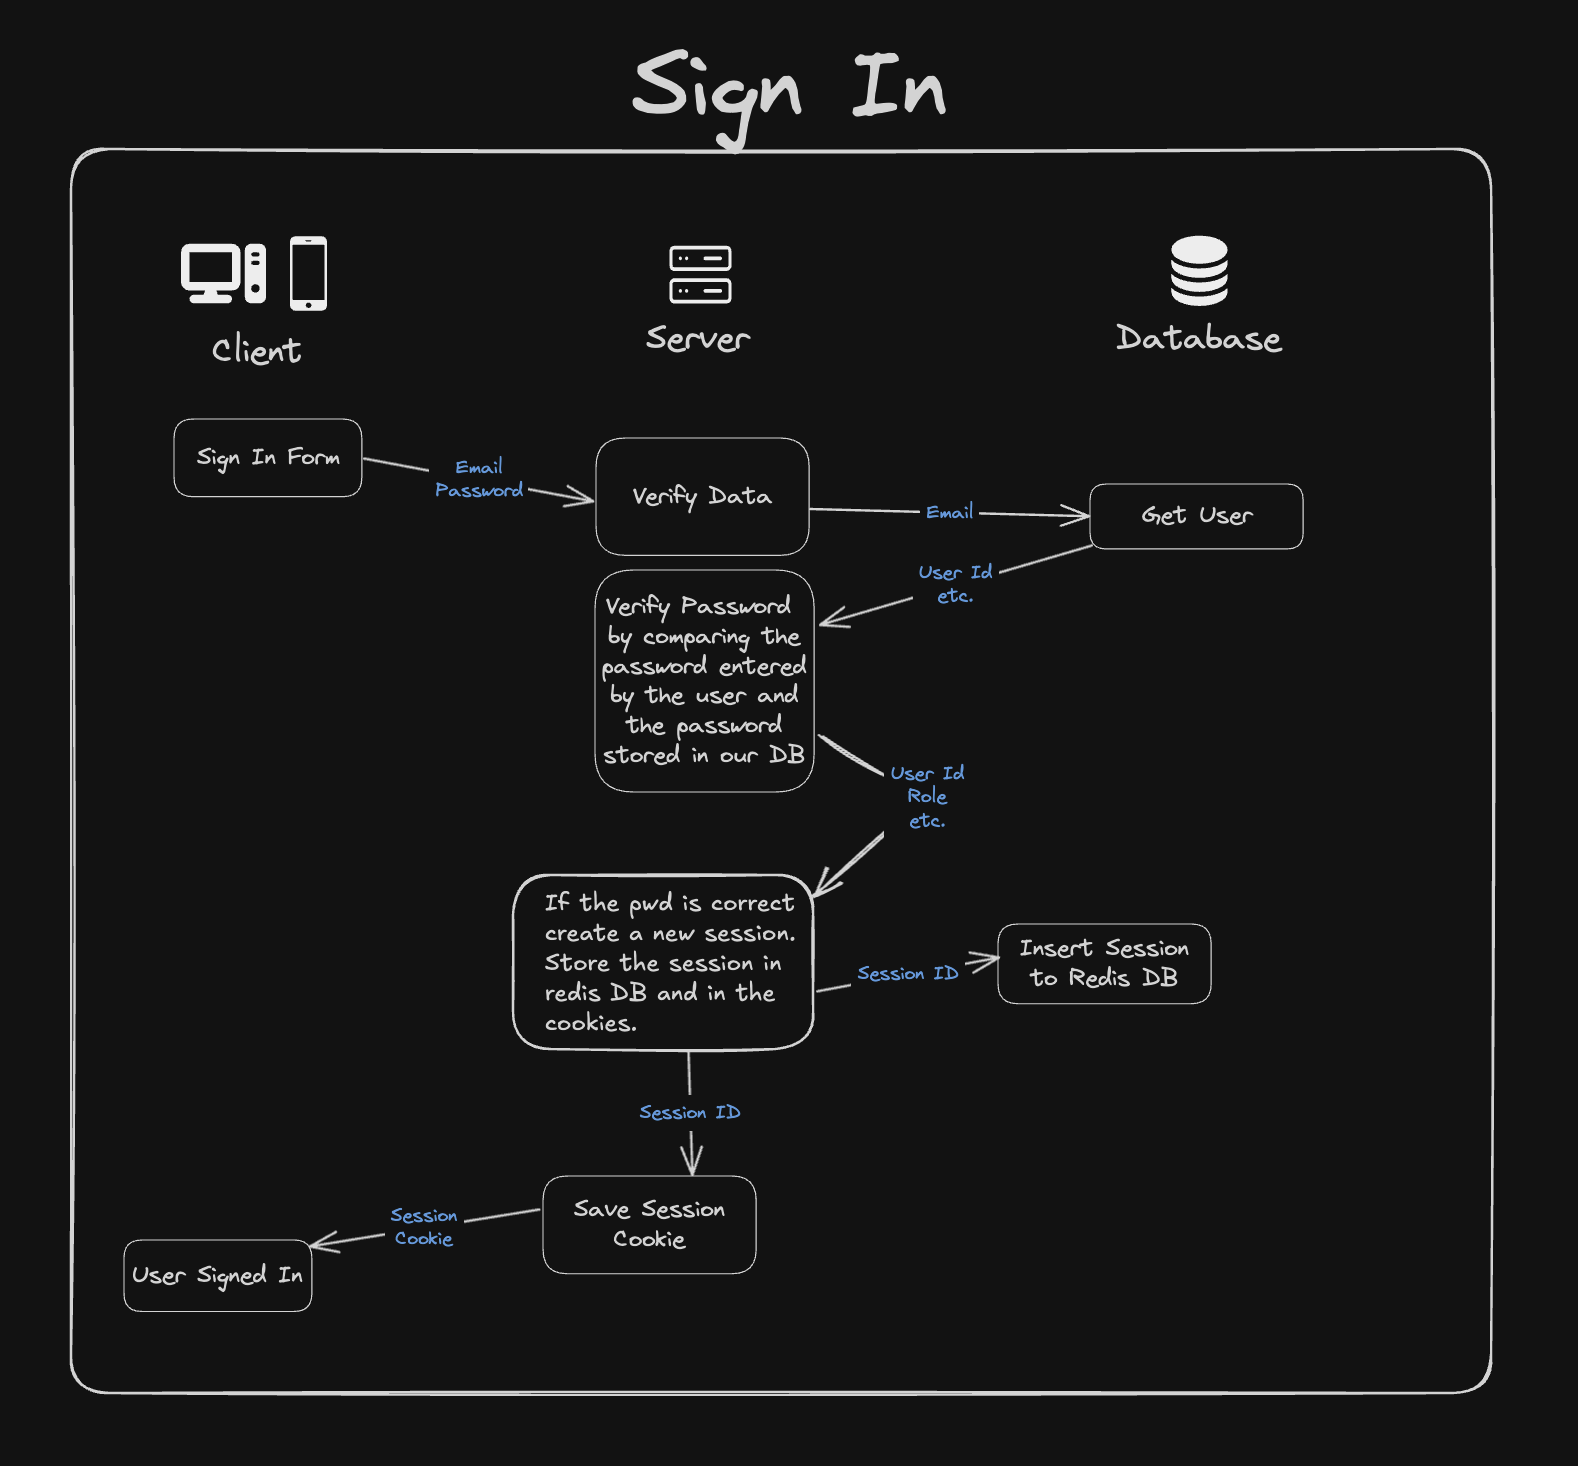 Sign In
Client
Server
Database
Sign In Form
Email
Password
Verify Data
Email
Get User
User Id
etc.
Verify Password
by comparing the
password entered
by the user and
the password
stored in our DB
User Id
Role
etc.
If the pwd is correct
create a new session.
Store the session in
redis DB and in the
cookies.
Session ID
Insert Session
to Redis DB
Session ID
Save Session
Cookie
Session
Cookie
User Signed In